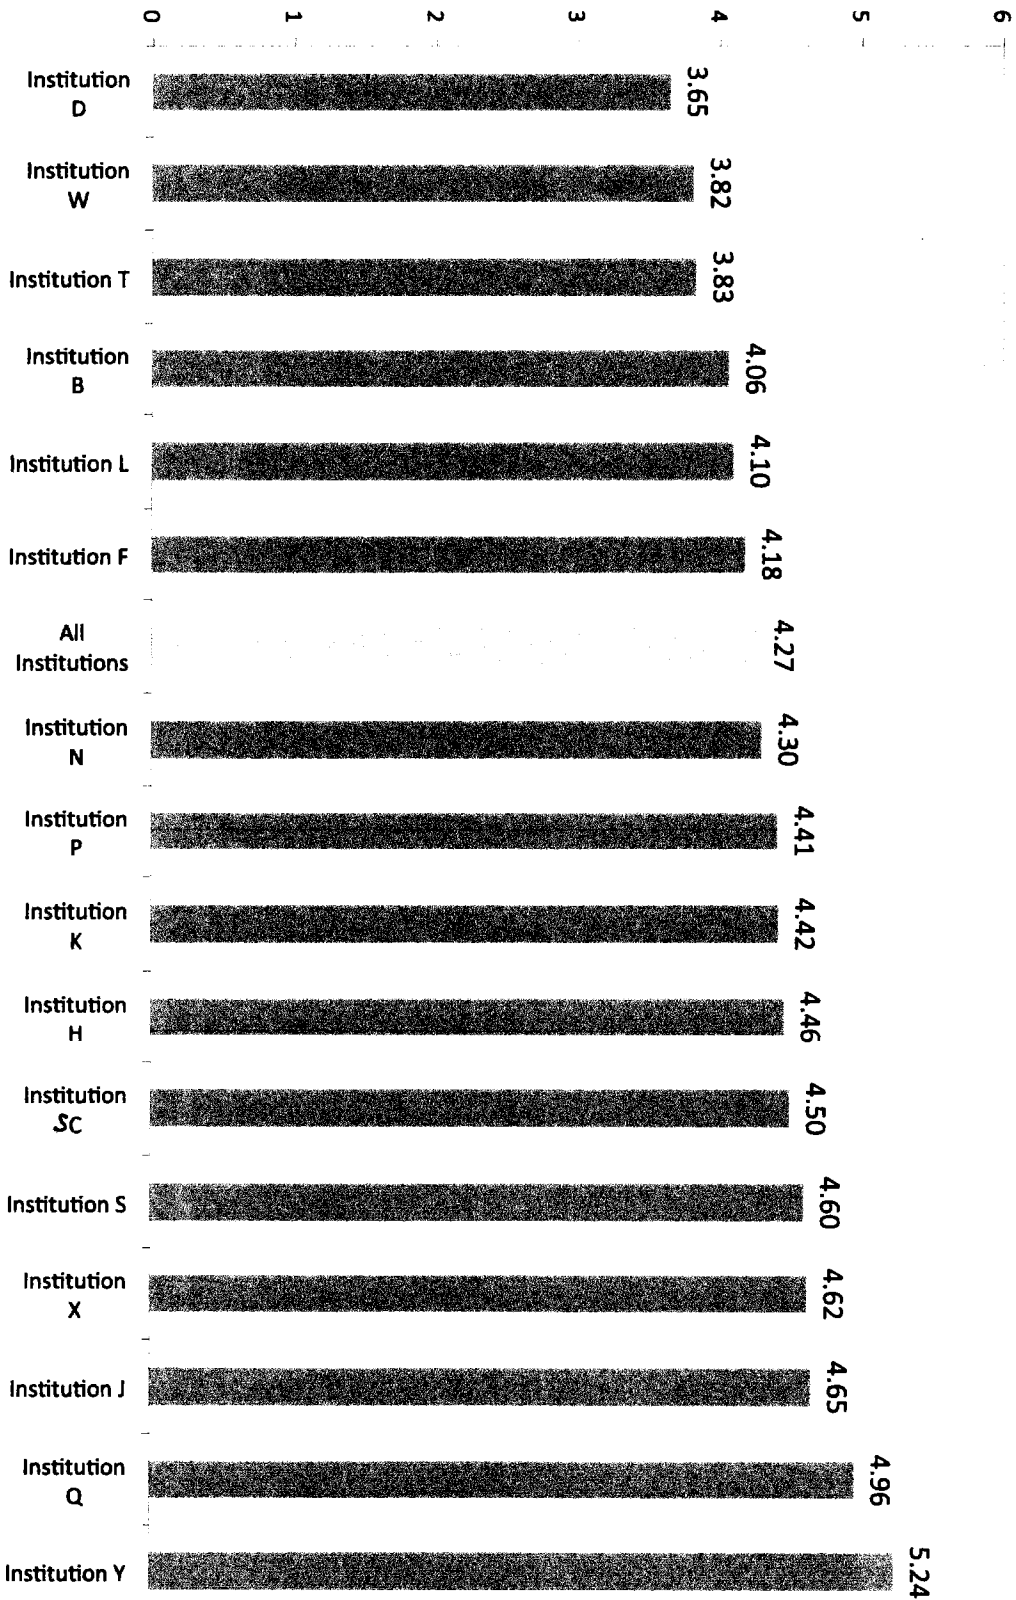 0 1 2 3 4 5 6
Institution
D
3.65
Institution
W
3.82
Institution T
3.83
Institution
B
4.06
Institution L
4.10
Institution F
4.18
All
Institutions
4.27
Institution
N
4.30
Institution
P
4.41
Institution
K
4.42
Institution
H
4.46
Institution
SC
4.50
Institution S
4.60
Institution
X
4.62
Institution J
4.65
Institution
Q
4.96
Institution Y
5.24